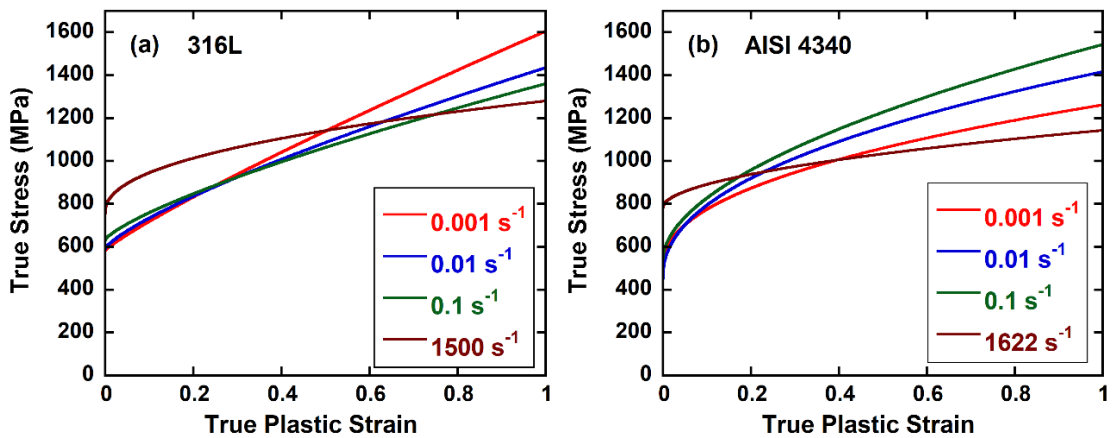 (a) 316L
True Stress (MPa)
1600
1400
1200
1000
800
600
400
200
0
0.001 s⁻¹
0.01 s⁻¹
0.1 s⁻¹
1500 s⁻¹
0 0.2 0.4 0.6 0.8 1
True Plastic Strain
(b) AISI 4340
True Stress (MPa)
1600
1400
1200
1000
800
600
400
200
0
0.001 s⁻¹
0.01 s⁻¹
0.1 s⁻¹
1622 s⁻¹
0 0.2 0.4 0.6 0.8 1
True Plastic Strain